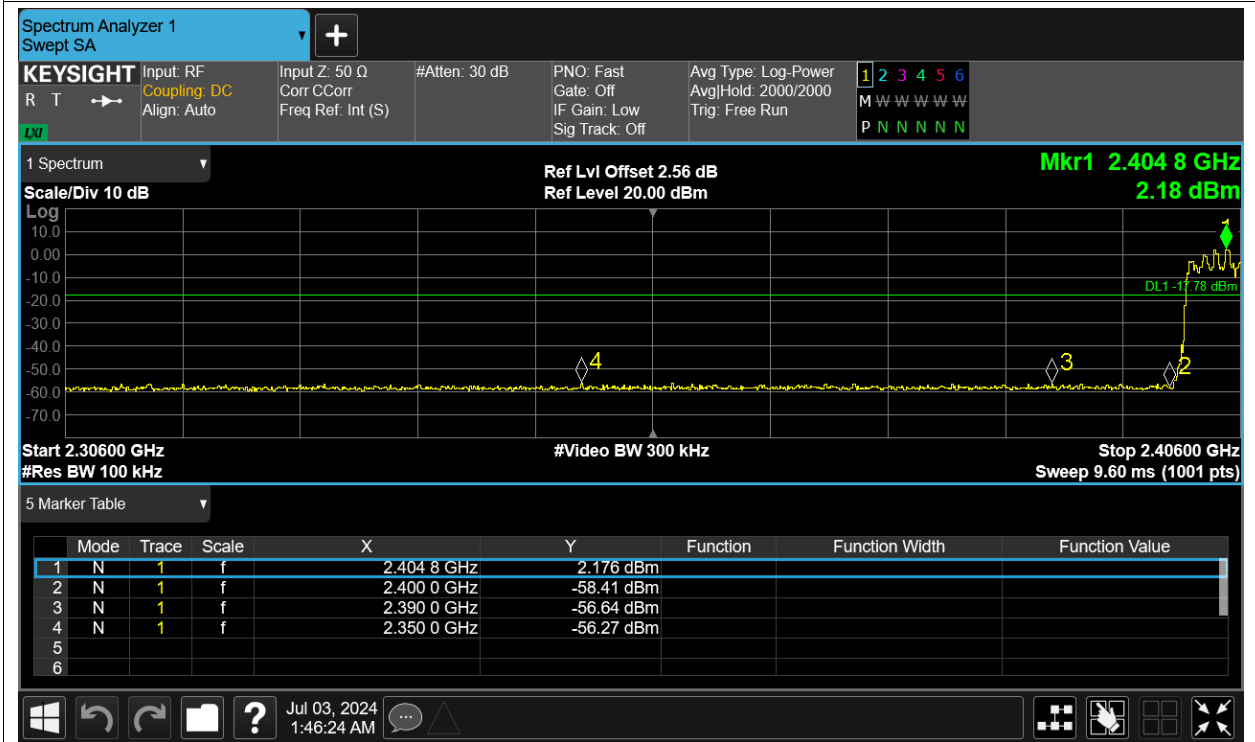 Spectrum Analyzer 1
Swept SA
+
KEYSIGHT Input: RF Input Z: 50 Ω #Atten: 30 dB PNO: Fast Avg Type: Log-Power 1 2 3 4 5 6
R T Coupling: DC Corr CCorr Gate: Off Avg|Hold: 2000/2000 M W W W W W W
Align: Auto Freq Ref: Int (S) IF Gain: Low Trig: Free Run
LXI Sig Track: Off P N N N N N N
1 Spectrum Ref Lvl Offset 2.56 dB Mkr1 2.404 8 GHz
Scale/Div 10 dB Ref Level 20.00 dBm 2.18 dBm
Log
10.0
0.00
-10.0
DL1 -17.78 dBm
-20.0
-30.0
-40.0
4 3 2
-50.0
-60.0
-70.0
Start 2.30600 GHz #Video BW 300 kHz Stop 2.40600 GHz
#Res BW 100 kHz Sweep 9.60 ms (1001 pts)
5 Marker Table
Mode Trace Scale X Y Function Function Width Function Value
1 N 1 f 2.404 8 GHz 2.176 dBm
2 N 1 f 2.400 0 GHz -58.41 dBm
3 N 1 f 2.390 0 GHz -56.64 dBm
4 N 1 f 2.350 0 GHz -56.27 dBm
5
6
? Jul 03, 2024
1:46:24 AM